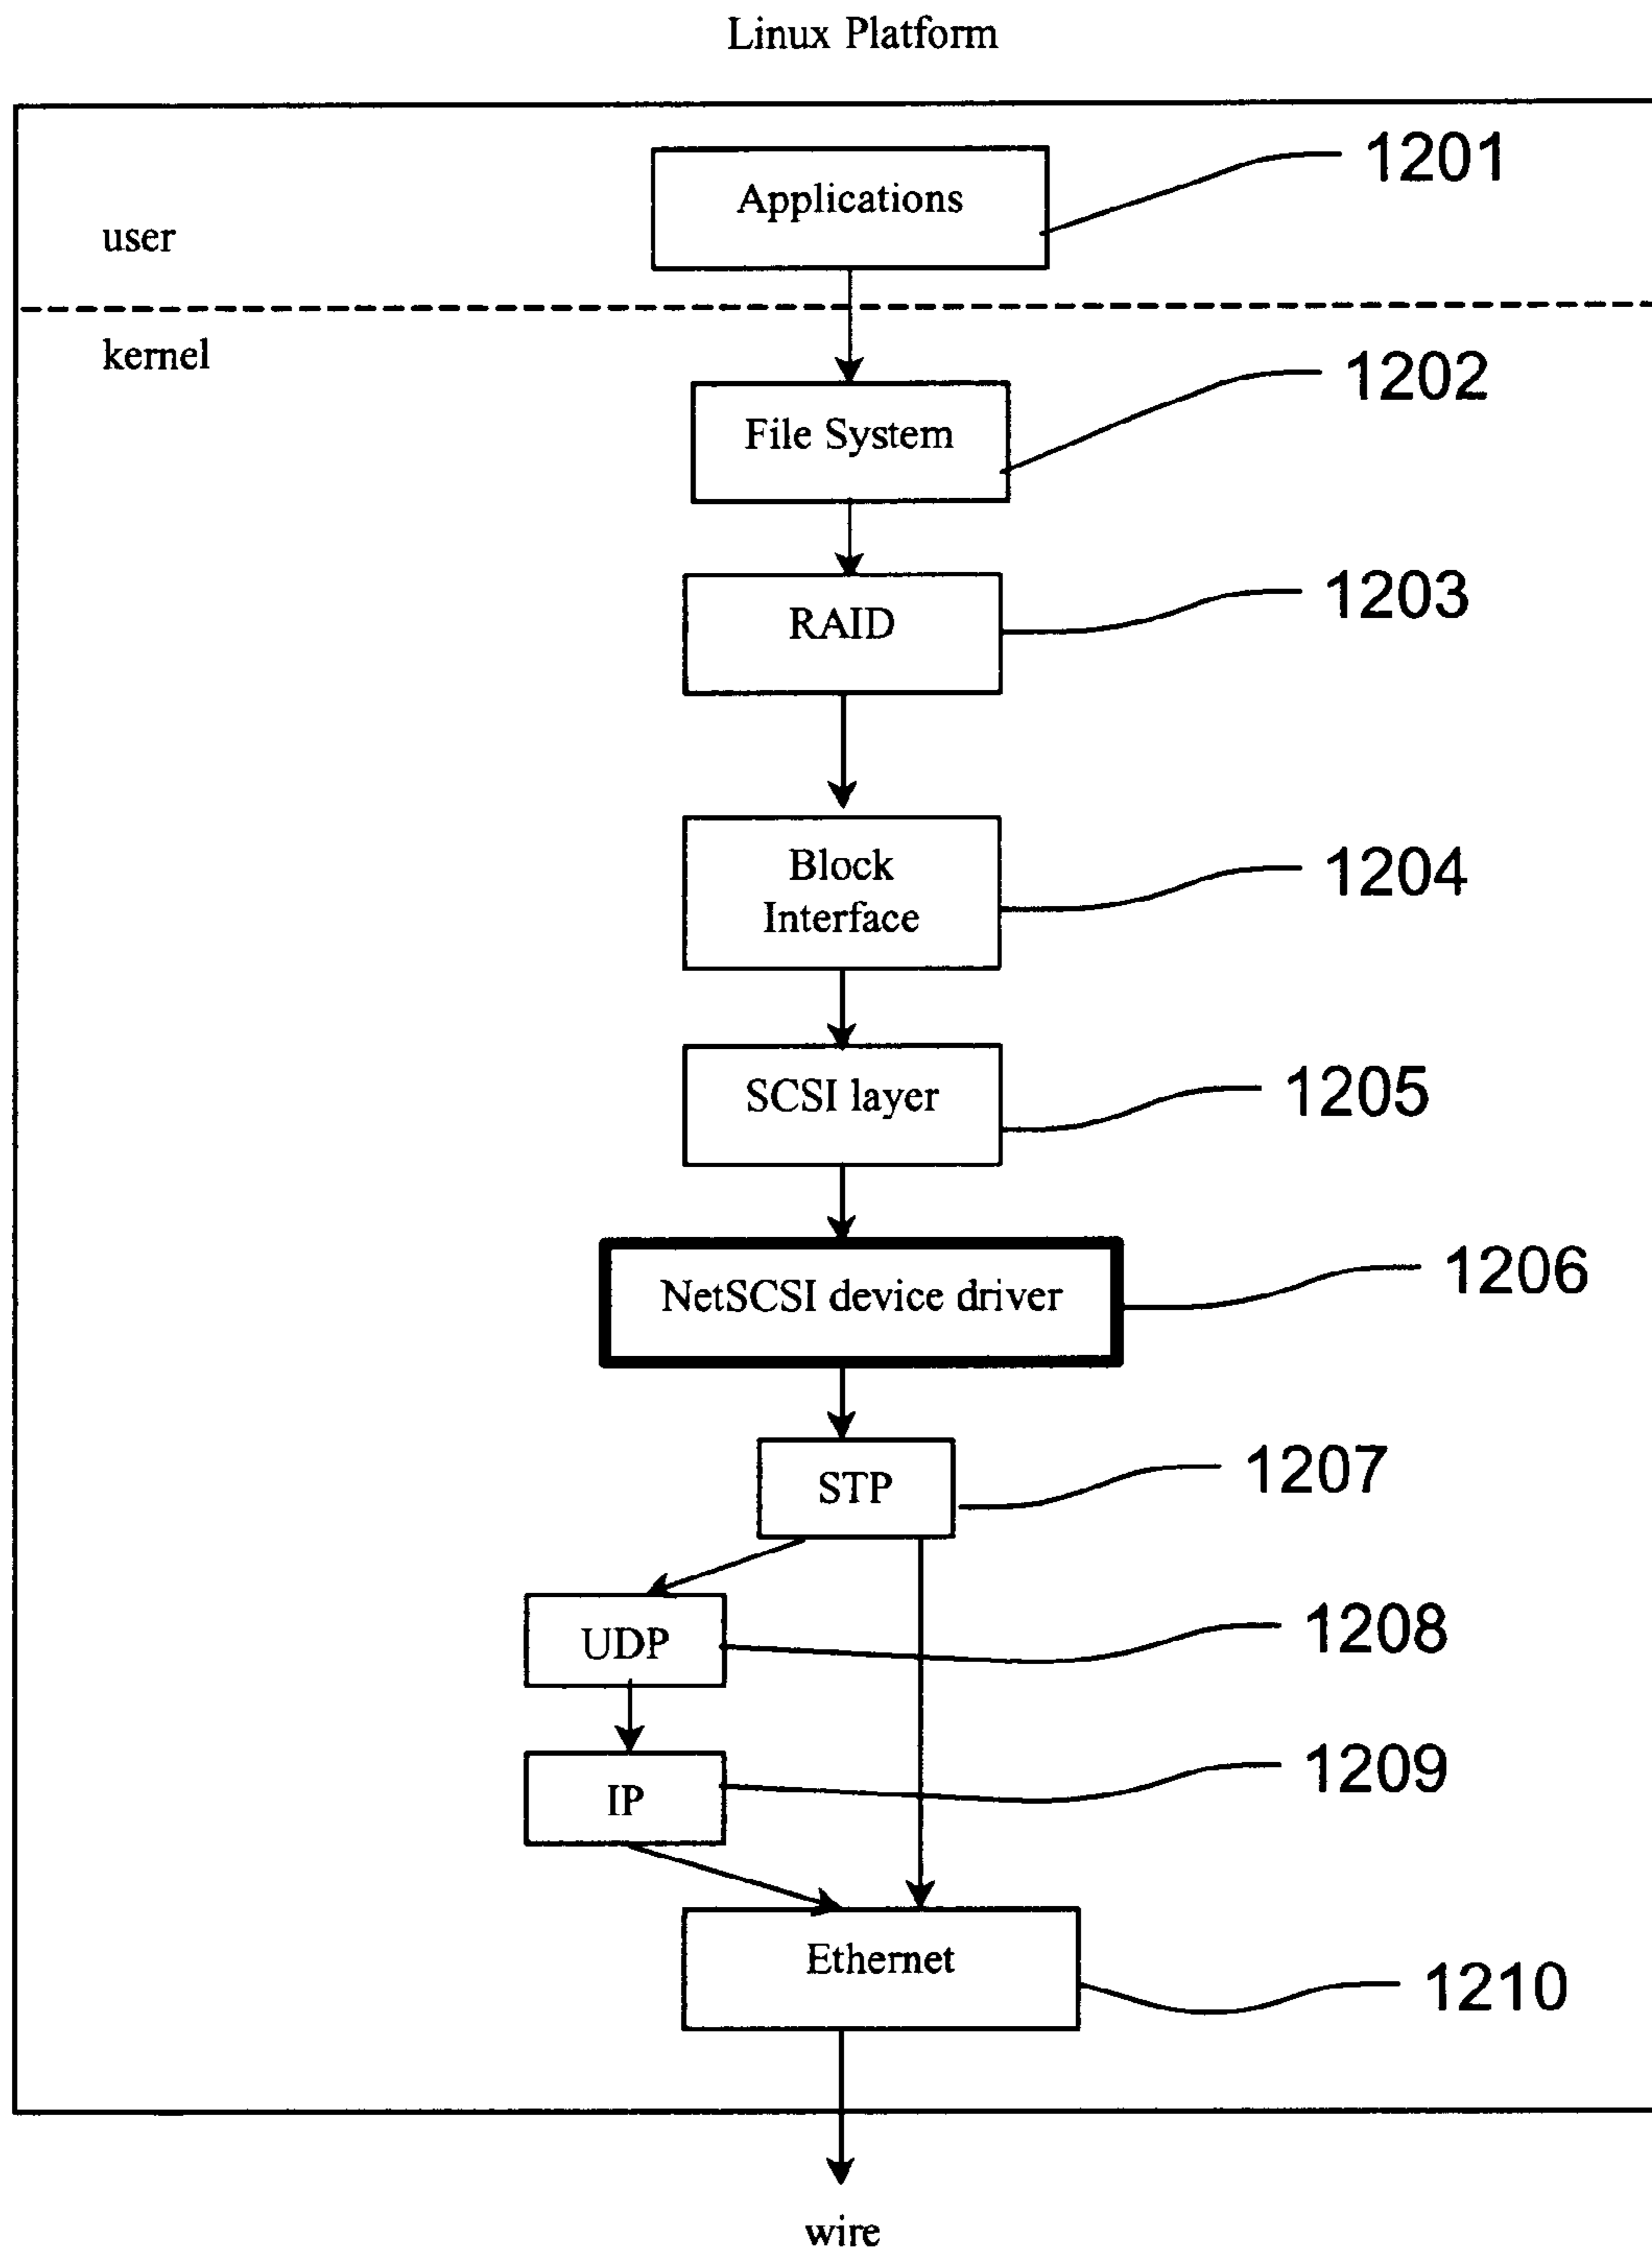 Linux Platform
Applications
1201
user
kernel
1202
File System
1203
RAID
Block
Interface
1204
SCSI layer
1205
NetSCSI device driver
1206
STP
1207
UDP
1208
IP
1209
Ethernet
1210
wire